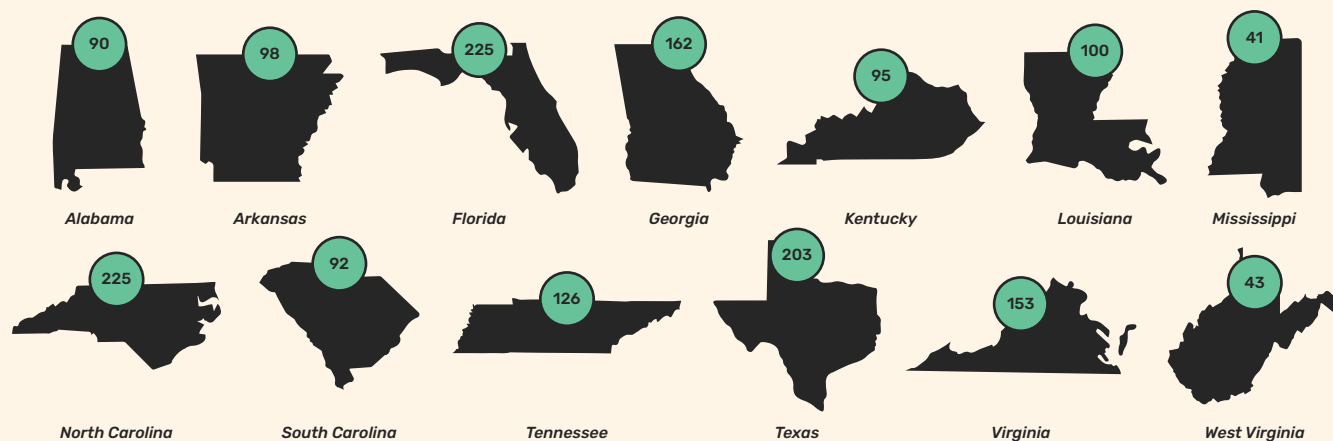 90 98 225 162 95 100 41
Alabama Arkansas Florida Georgia Kentucky Louisiana Mississippi
225 92 126 203 153 43
North Carolina South Carolina Tennessee Texas Virginia West Virginia